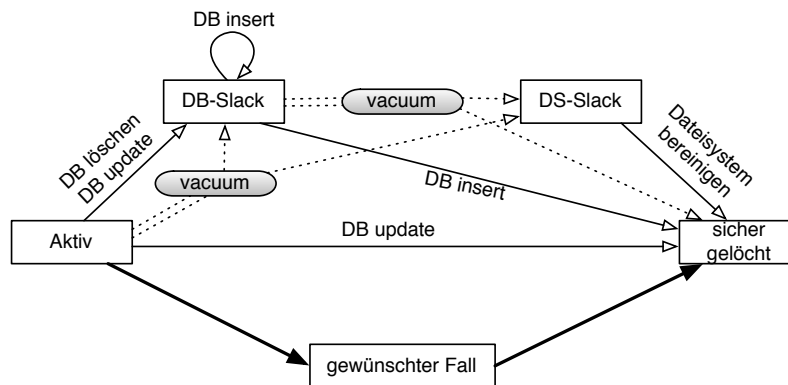 DB insert
DB-Slack
vacuum
DS-Slack
DB löschen
DB update
vacuum
DB insert
Dateisystem
bereinigen
Aktiv
DB update
sicher
gelöcht
gewünschter Fall